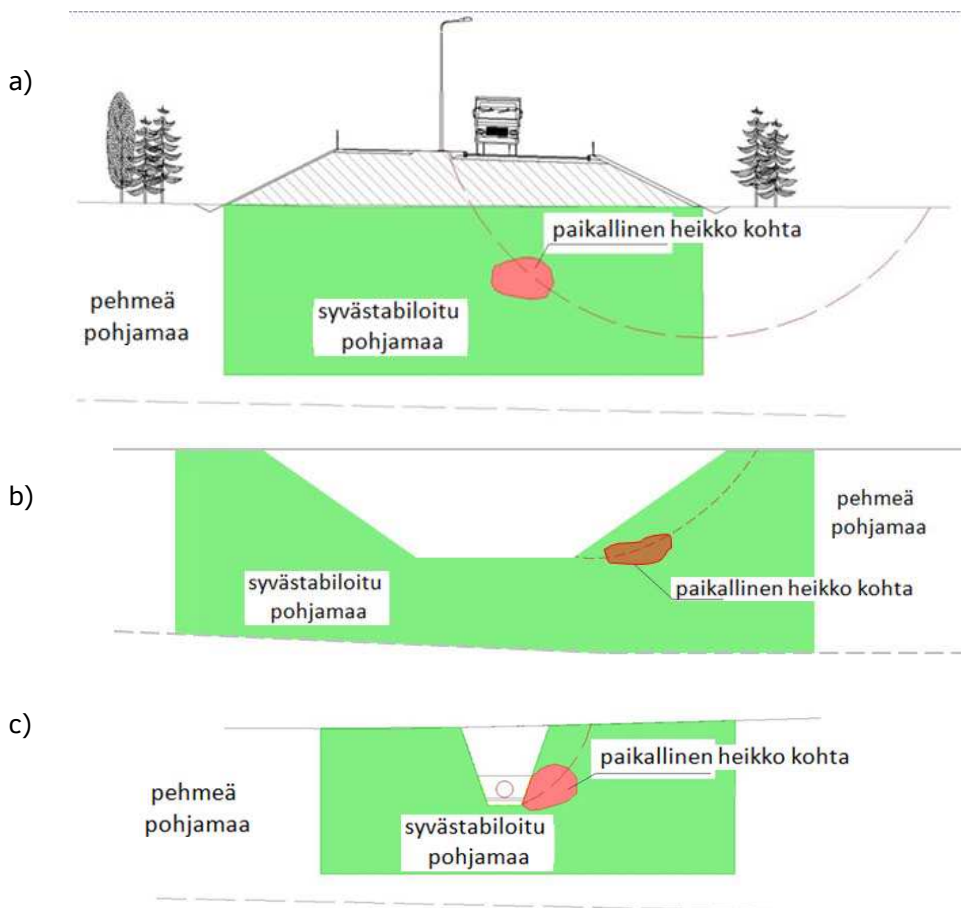 a)
paikallinen heikko kohta
pehmeä
pohjamaa
syvästabiloitu
pohjamaa
b)
pehmeä
pohjamaa
syvästabiloitu
pohjamaa
paikallinen heikko kohta
c)
paikallinen heikko kohta
pehmeä
pohjamaa
syvästabiloitu
pohjamaa